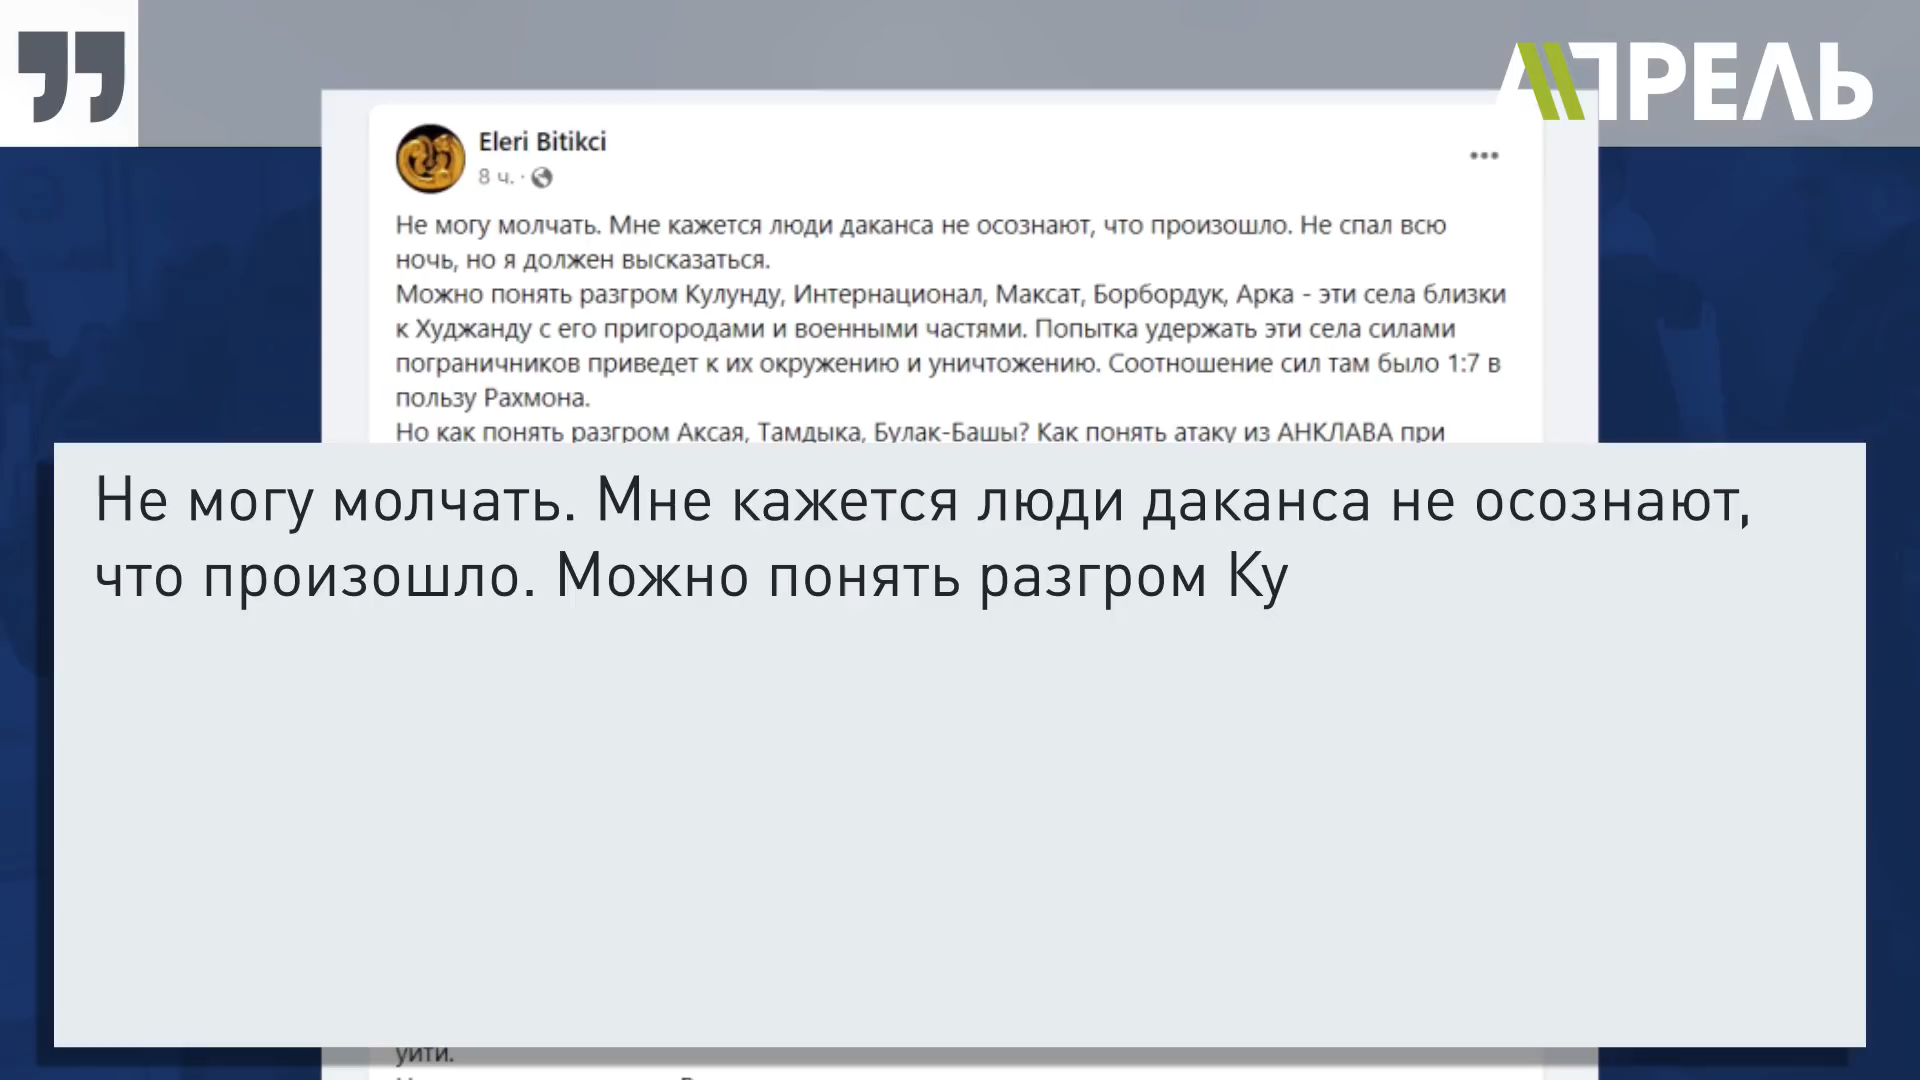 АПРЕЛЬ
Eleri Bitikci
8 ч. ·
Не могу молчать. Мне кажется люди даканса не осознают, что произошло. Не спал всю
ночь, но я должен высказаться.
Можно понять разгром Кулунду, Интернационал, Максат, Борбордук, Арка - эти села близки
к Худжанду с его пригородами и военными частями. Попытка удержать эти села силами
пограничников приведет к их окружению и уничтожению. Соотношение сил там было 1:7 в
пользу Рахмона.
Но как понять разгром Аксая, Тамдыка, Булак-Башы? Как понять атаку из АНКЛАВА при
Не могу молчать. Мне кажется люди даканса не осознают,
что произошло. Можно понять разгром Ку
уйти.